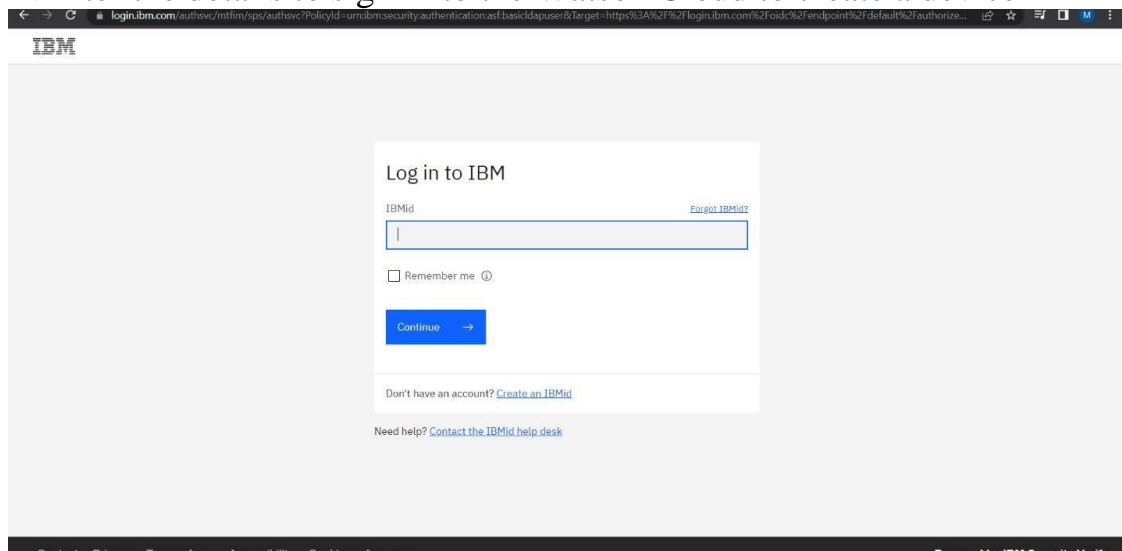 login.ibm.com/authsvc/mtfim/sps/authsvc?PolicyId=urn:ibm:security:authentication:asf:basicldapuser&Target=https%3A%2F%2Flogin.ibm.com%2Foidc%2Fendpoint%2Fdefault%2Fauthorize... M
IBM
Log in to IBM
IBMid Forgot IBMid?
Remember me
Continue →
Don't have an account? Create an IBMid
Need help? Contact the IBMid help desk